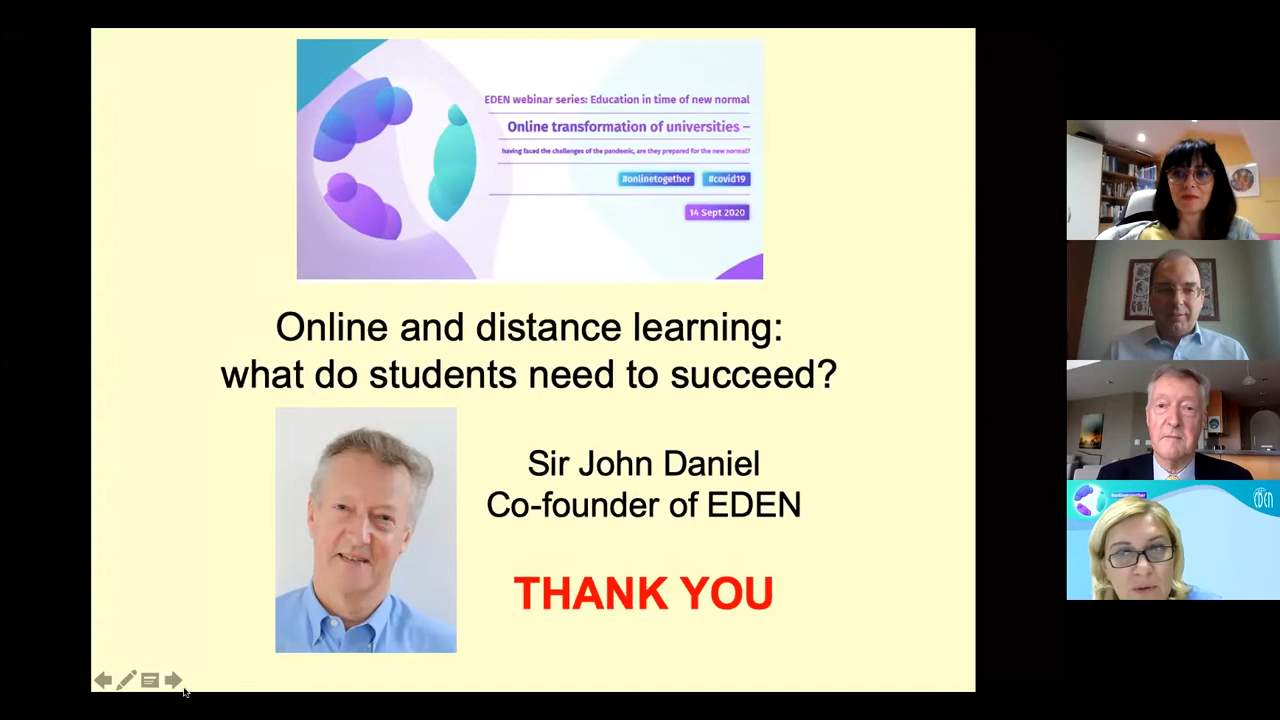 EDEN webinar series: Education in time of new normal
Online transformation of universities –
having faced the challenges of the pandemic, are they prepared for the new normal?
#onlinetogether #covid19
14 Sept 2020
Online and distance learning:
what do students need to succeed?
Sir John Daniel
Co-founder of EDEN
THANK YOU
#onlinetogether
EDEN